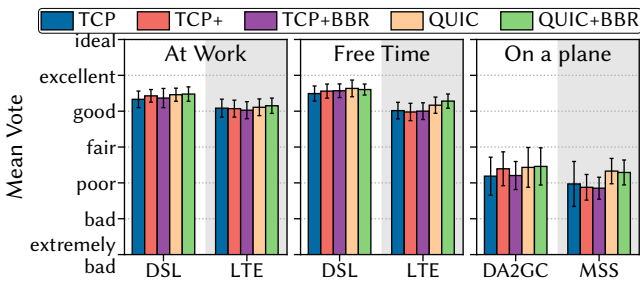 TCP TCP+ TCP+BBR QUIC QUIC+BBR
At Work Free Time On a plane
Mean Vote
ideal
excellent
good
fair
poor
bad
extremely
bad
DSL LTE DSL LTE DA2GC MSS